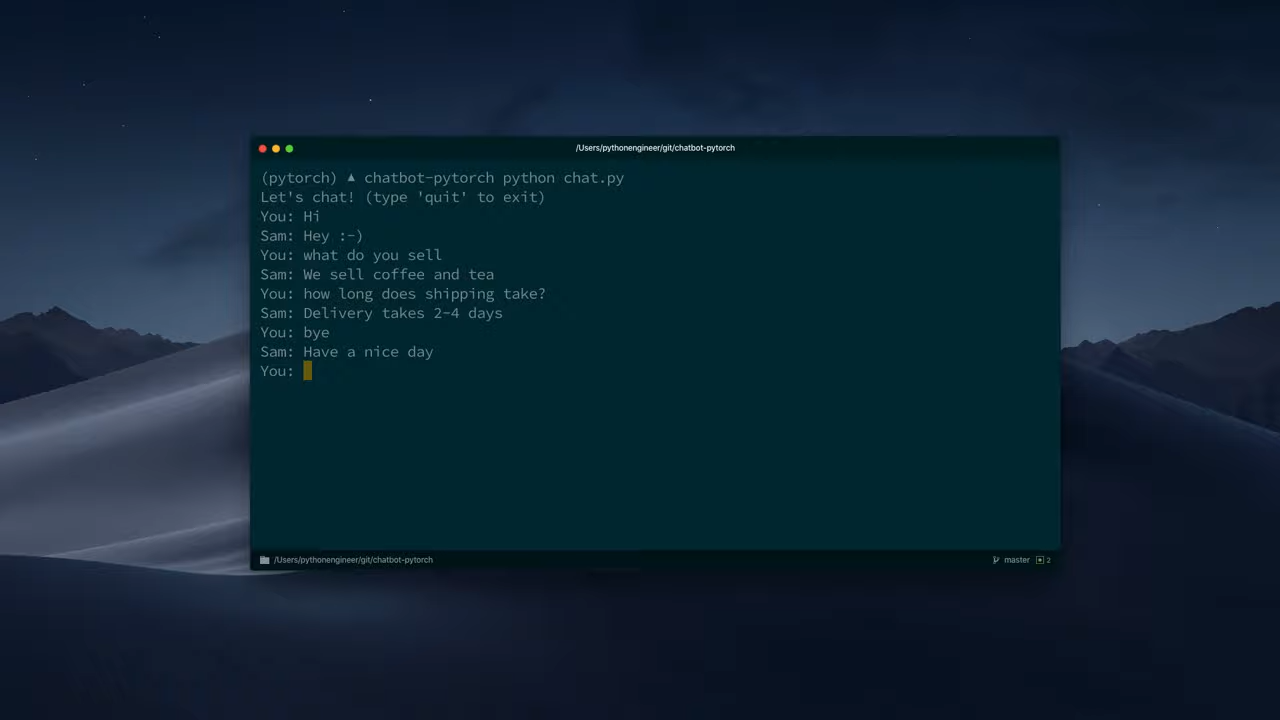 /Users/pythonengineer/git/chatbot-pytorch
(pytorch) ▲ chatbot-pytorch python chat.py
Let's chat! (type 'quit' to exit)
You: Hi
Sam: Hey :-)
You: what do you sell
Sam: We sell coffee and tea
You: how long does shipping take?
Sam: Delivery takes 2-4 days
You: bye
Sam: Have a nice day
You:
/Users/pythonengineer/git/chatbot-pytorch master 2